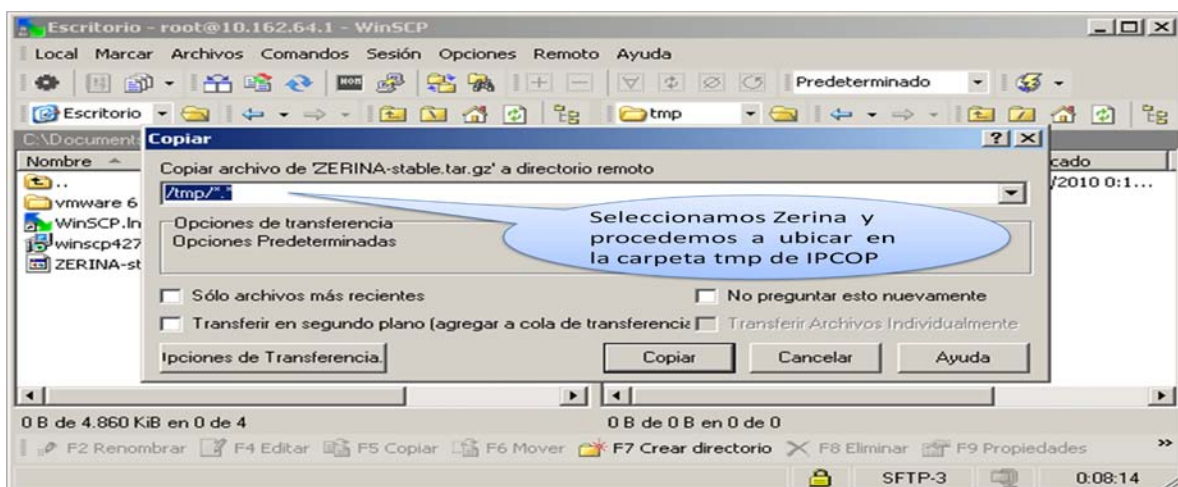 Escritorio - root@10.162.64.1 - WinSCP
Local Marcar Archivos Comandos Sesión Opciones Remoto Ayuda
Predeterminado
Escritorio
tmp
C:\Document
Copiar
Nombre
cado
Copiar archivo de 'ZERINA-stable.tar.gz' a directorio remoto
..
/2010 0:1...
/tmp/*.*
vmware 6
WinSCP.ln
winscp427
ZERINA-st
Opciones de transferencia
Opciones Predeterminadas
Seleccionamos Zerina y
procedemos a ubicar en
la carpeta tmp de IPCOP
Sólo archivos más recientes
No preguntar esto nuevamente
Transferir en segundo plano (agregar a cola de transferencia
Transferir Archivos Individualmente
pciones de Transferencia.
Copiar
Cancelar
Ayuda
0 B de 4.860 KiB en 0 de 4
0 B de 0 B en 0 de 0
F2 Renombrar F4 Editar F5 Copiar F6 Mover F7 Crear directorio F8 Eliminar F9 Propiedades
SFTP-3
0:08:14